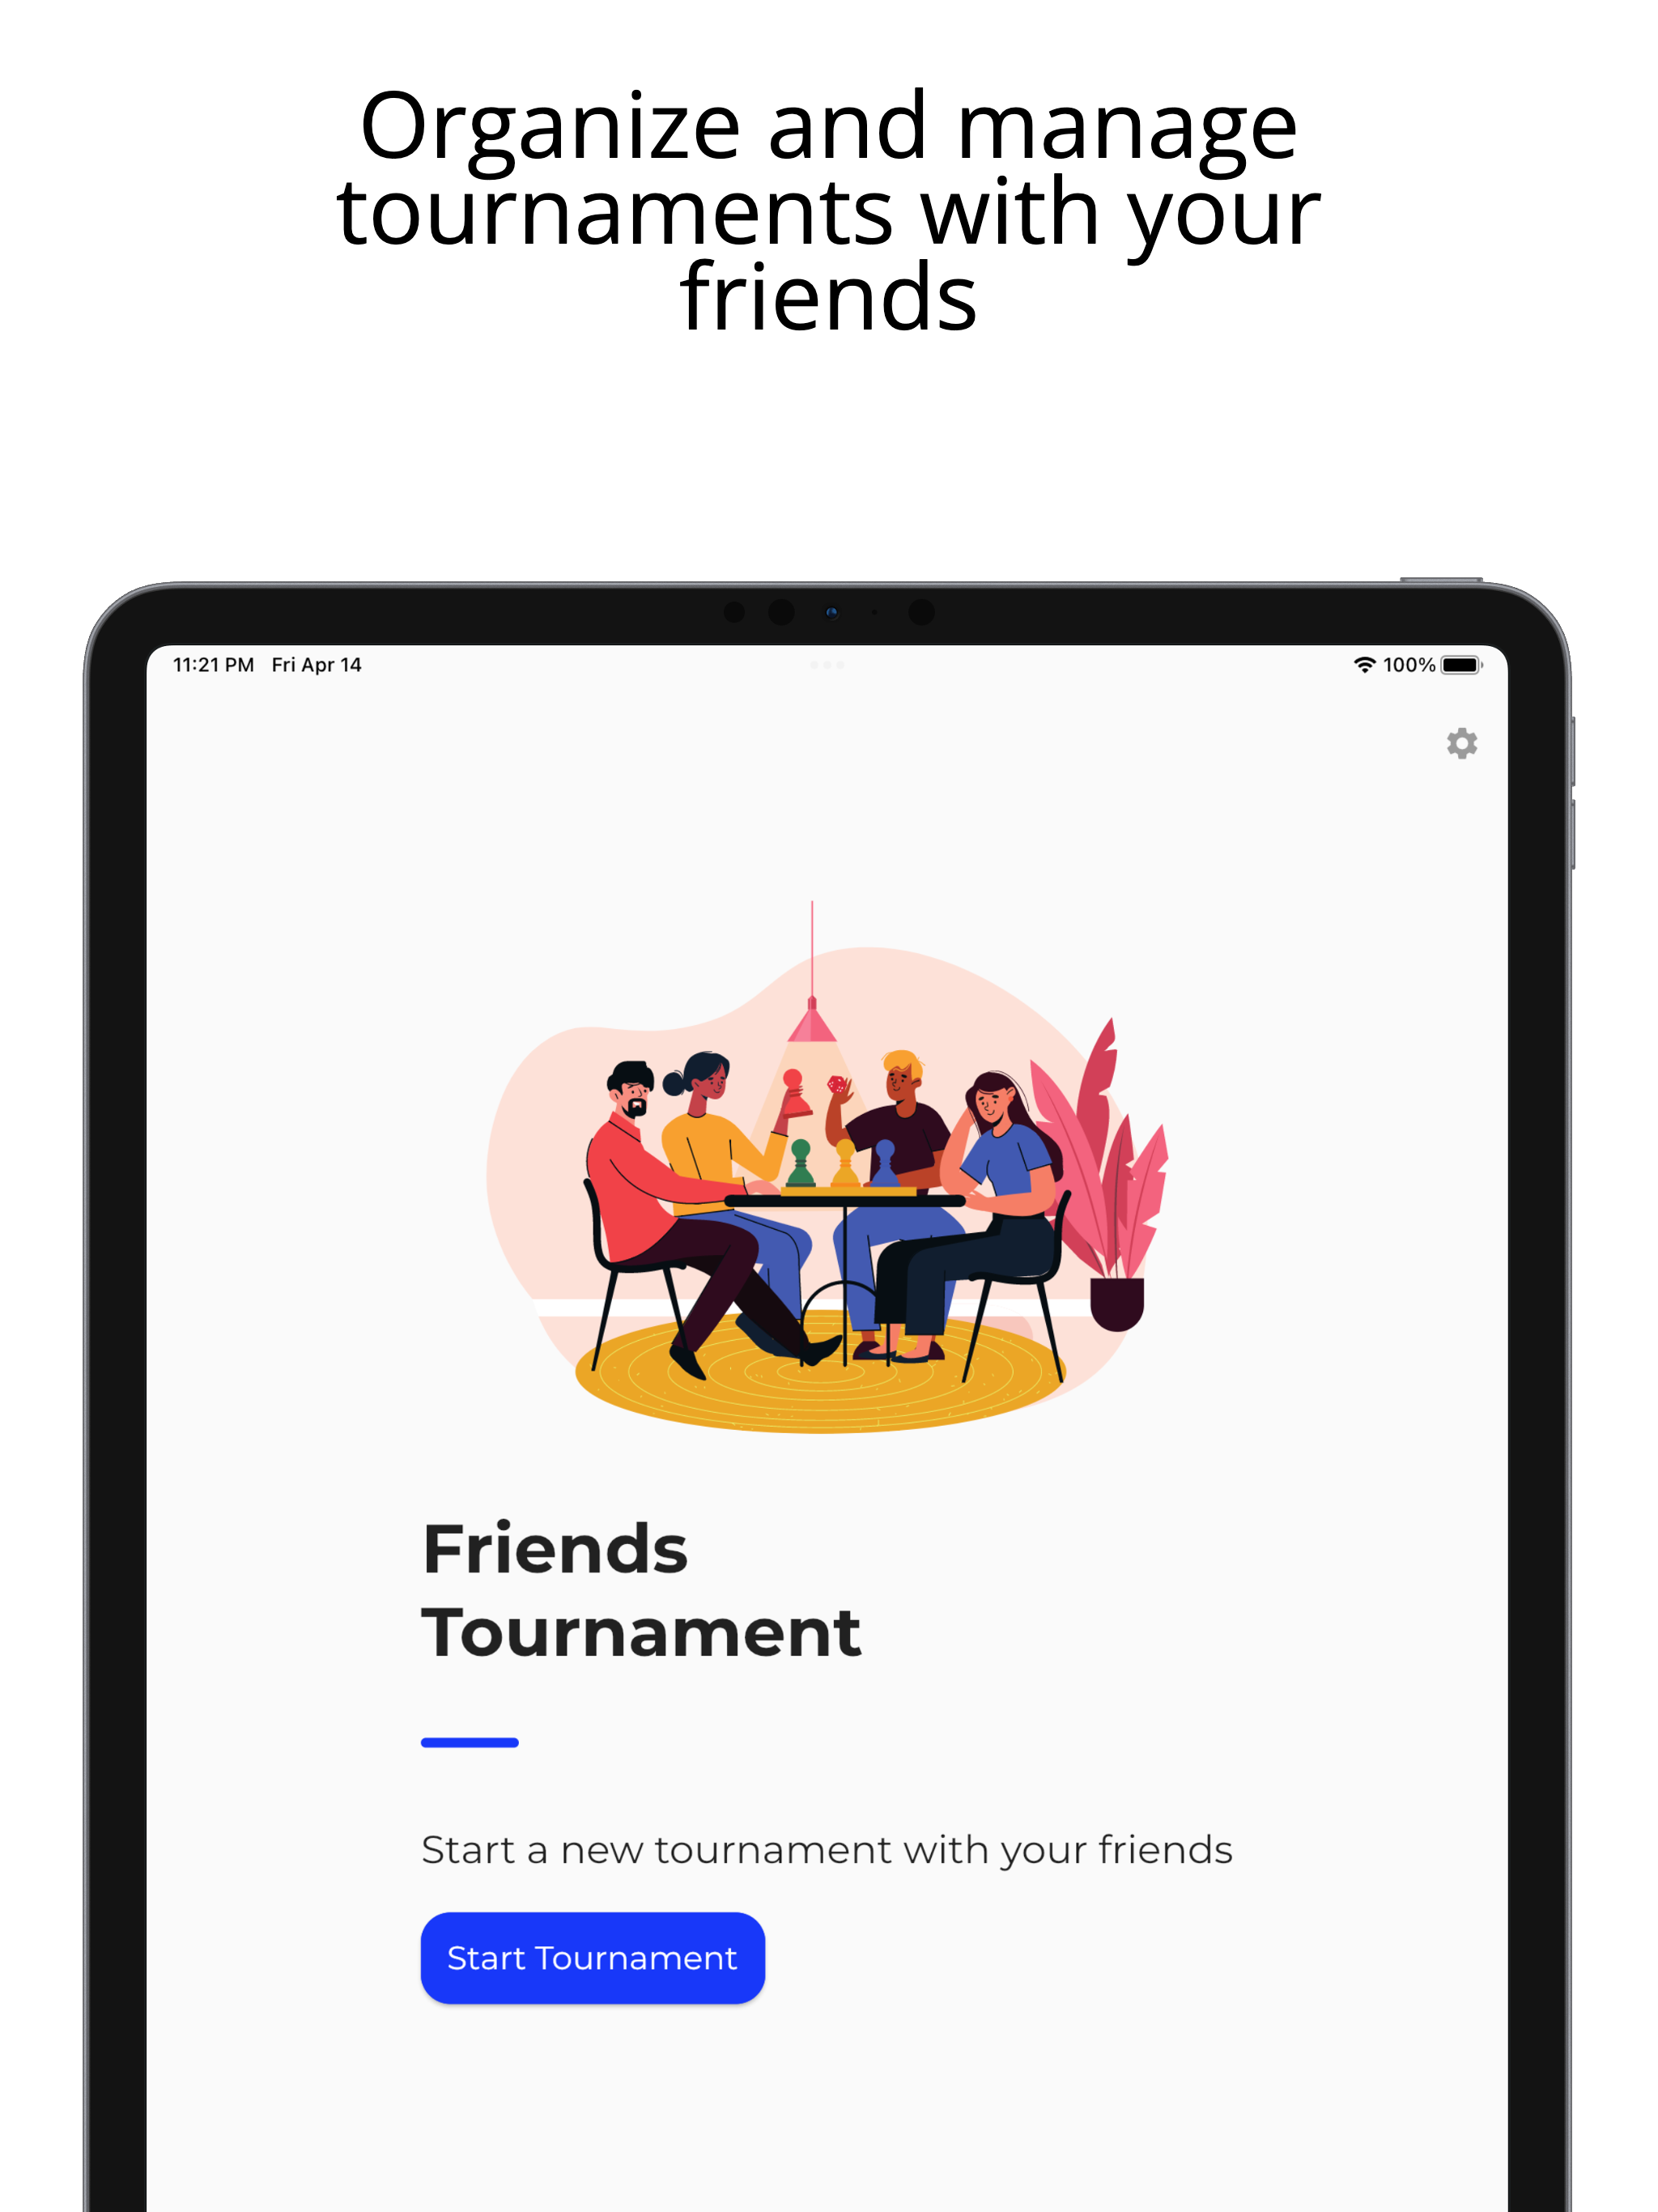 Organize and manage
tournaments with your
friends
11:21 PM Fri Apr 14
100%
Friends
Tournament
Start a new tournament with your friends
Start Tournament